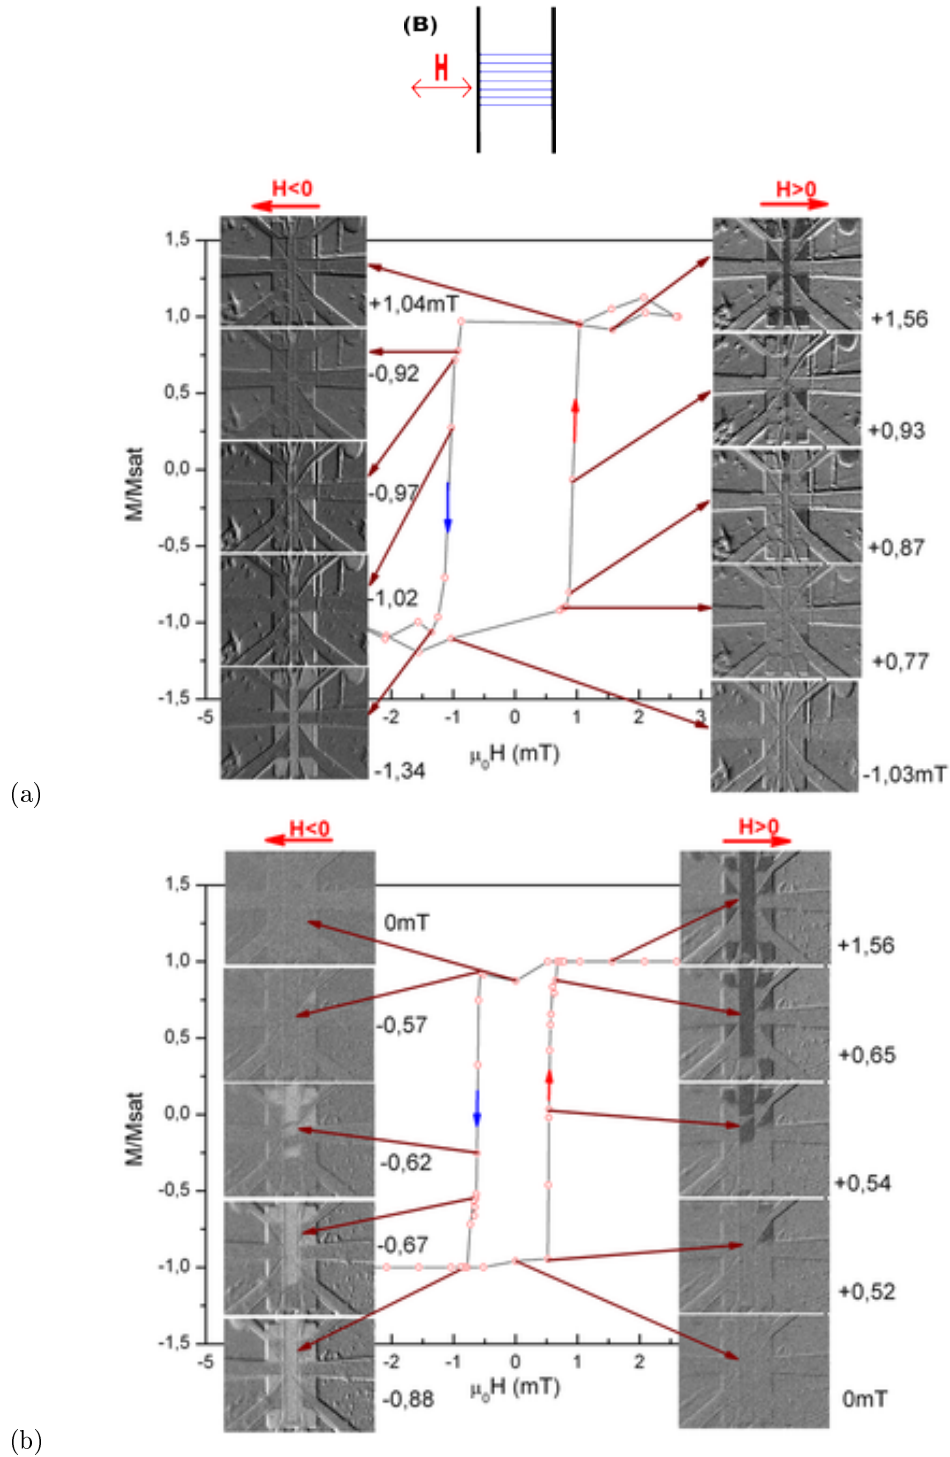 (B)
H
H<0
H>0
1,5
1,0
0,5
0,0
-0,5
-1,0
-1,5
M/Msat
-5
-2
-1
0
1
2
3
μ₀H (mT)
+1,04mT
-0,92
-0,97
-1,02
-1,34
+1,56
+0,93
+0,87
+0,77
-1,03mT
(a)
H<0
H>0
1,5
1,0
0,5
0,0
-0,5
-1,0
-1,5
M/Msat
-5
-2
-1
0
1
2
μ₀H (mT)
0mT
-0,57
-0,62
-0,67
-0,88
+1,56
+0,65
+0,54
+0,52
0mT
(b)